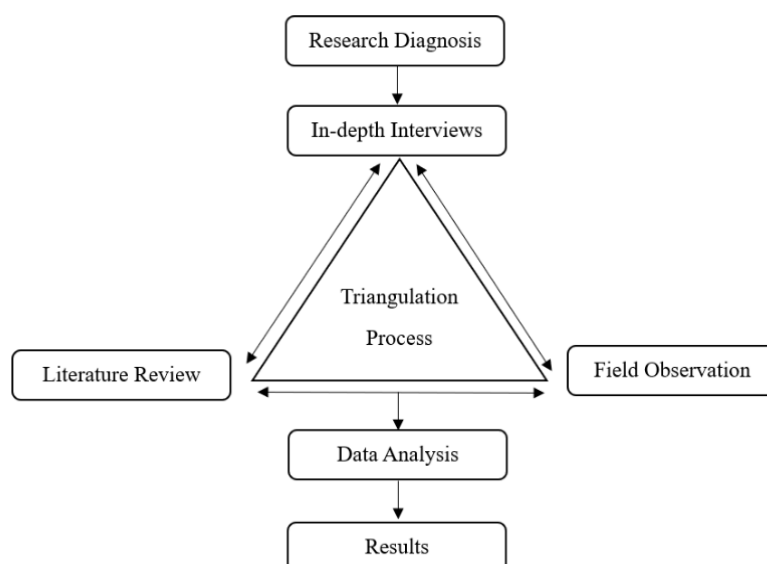 Research Diagnosis
In-depth Interviews
Triangulation
Process
Literature Review
Field Observation
Data Analysis
Results